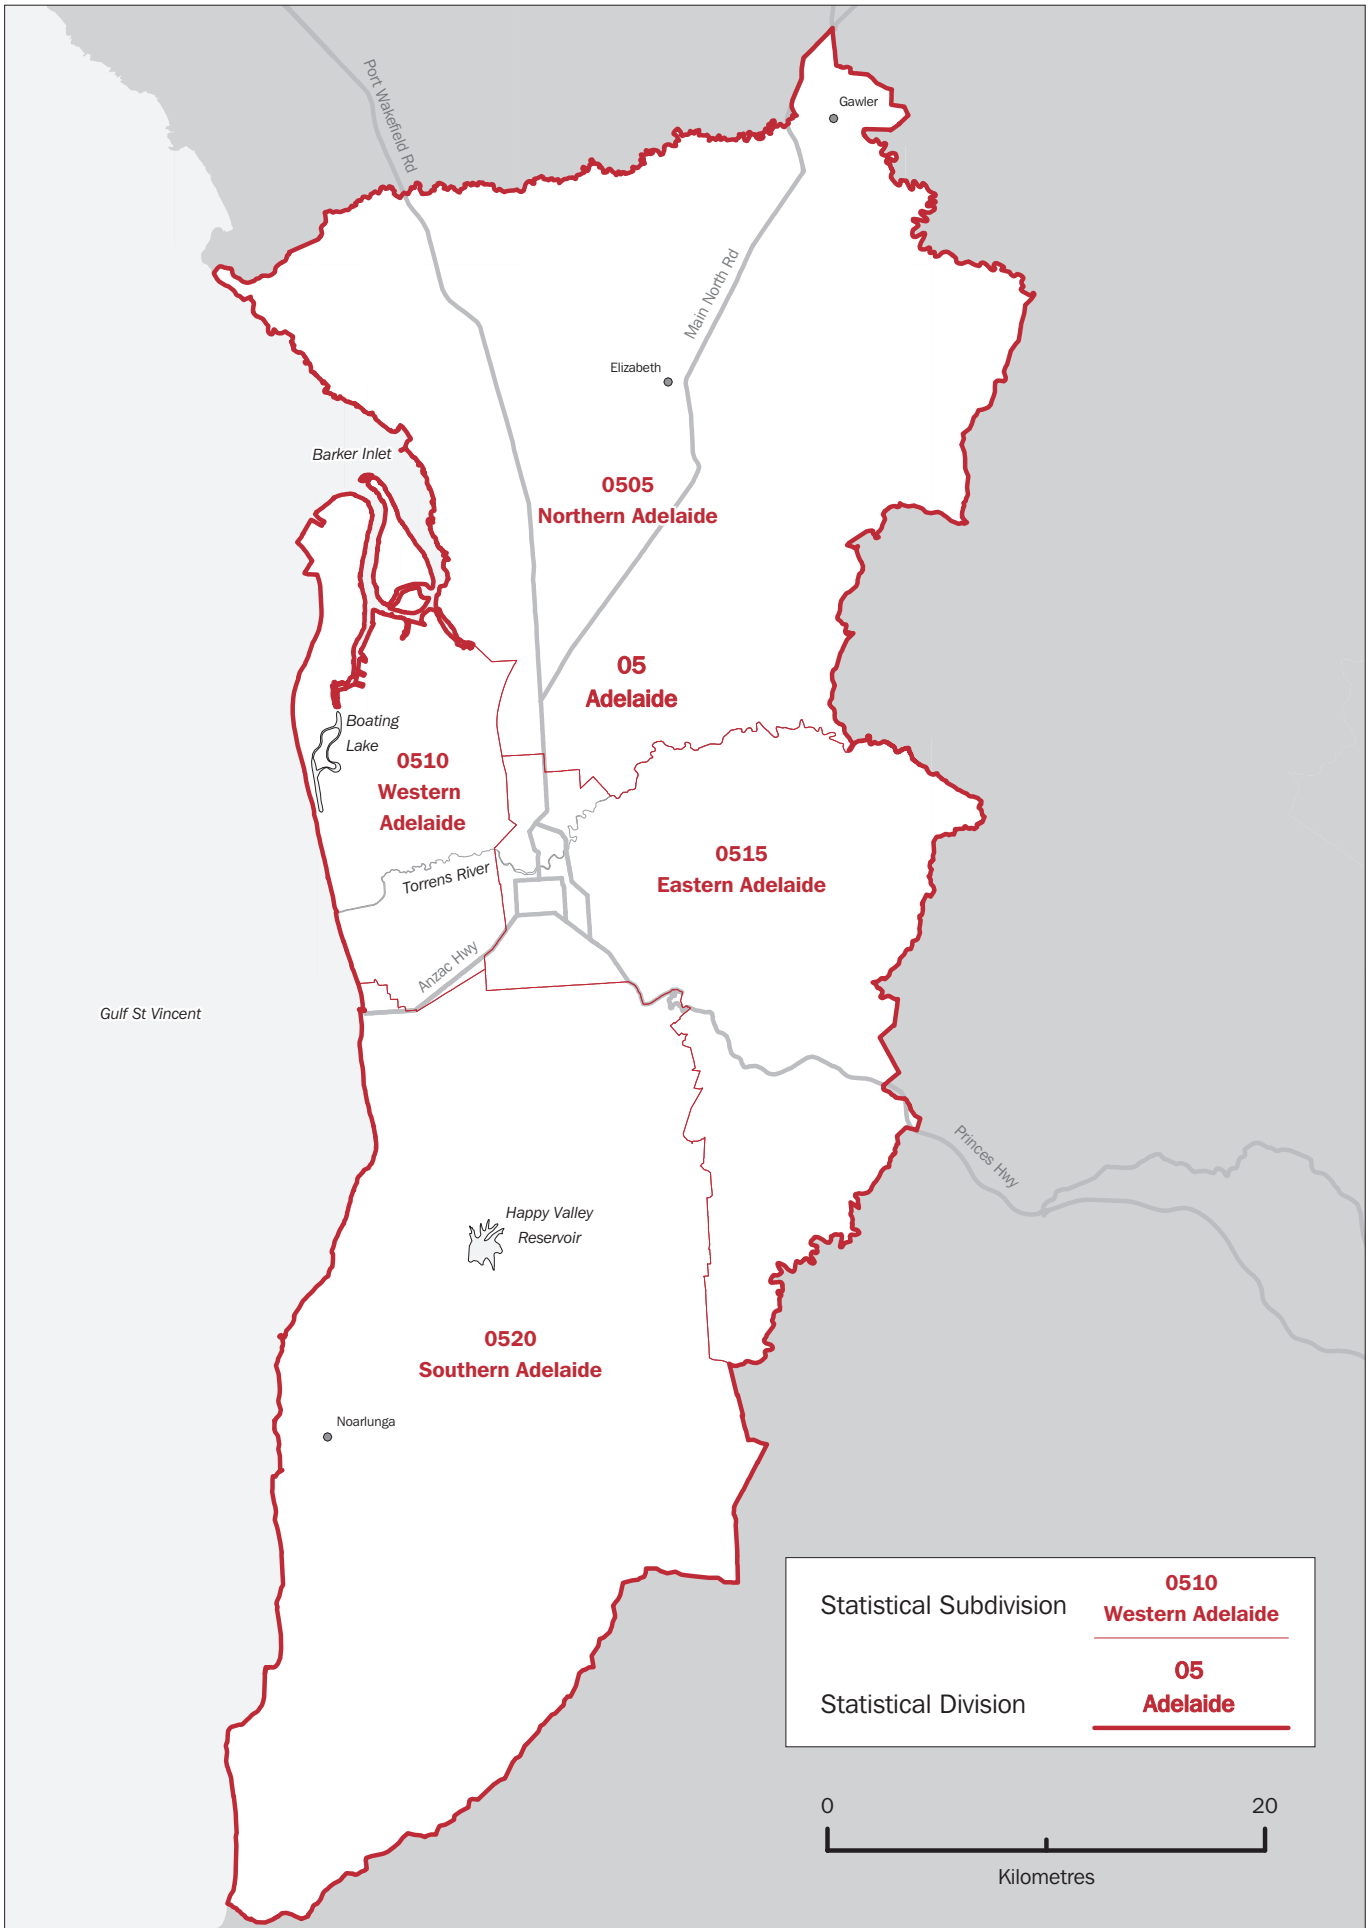 Port Wakefield Rd
Gawler
Main North Rd
Elizabeth
Barker Inlet
0505
Northern Adelaide
05
Adelaide
Boating
Lake
0510
Western
Adelaide
0515
Eastern Adelaide
Torrens River
Anzac Hwy
Gulf St Vincent
Princes Hwy
Happy Valley
Reservoir
0520
Southern Adelaide
Noarlunga
Statistical Subdivision
0510
Western Adelaide
Statistical Division
05
Adelaide
0 20
Kilometres